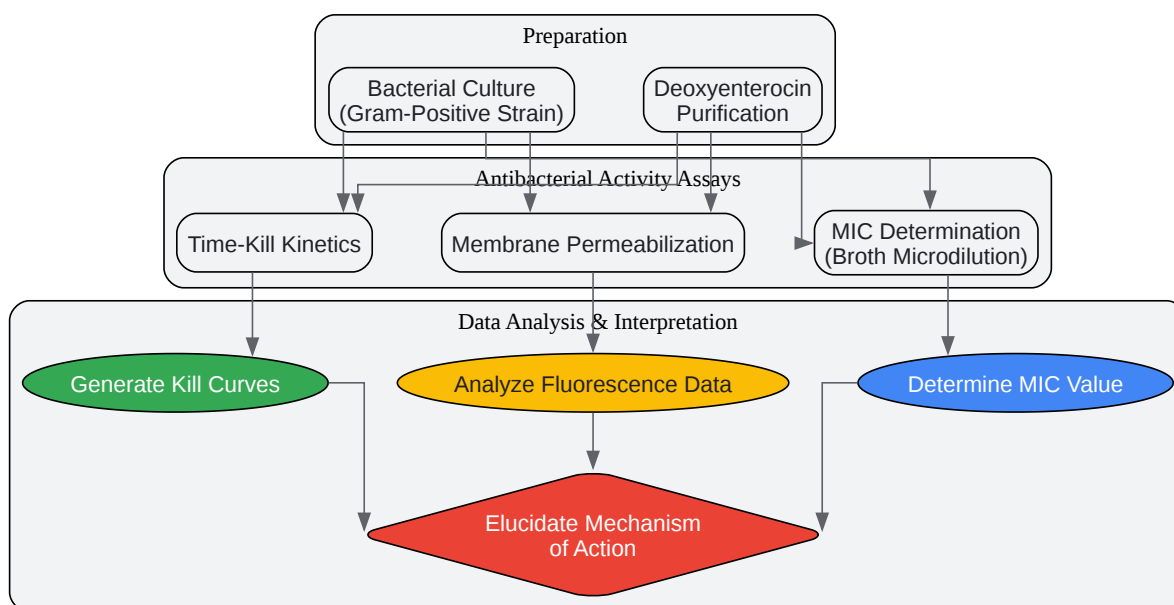 Preparation
Bacterial Culture
(Gram-Positive Strain)
Deoxyenterocin
Purification
Antibacterial Activity Assays
Time-Kill Kinetics
Membrane Permeabilization
MIC Determination
(Broth Microdilution)
Data Analysis & Interpretation
Generate Kill Curves
Analyze Fluorescence Data
Determine MIC Value
Elucidate Mechanism
of Action